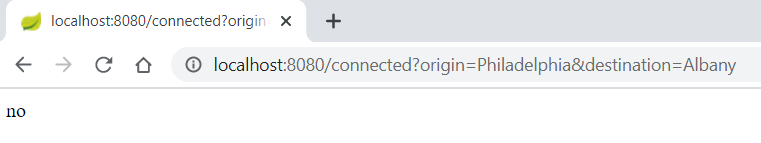 localhost:8080/connected?origin
localhost:8080/connected?origin=Philadelphia&destination=Albany
no